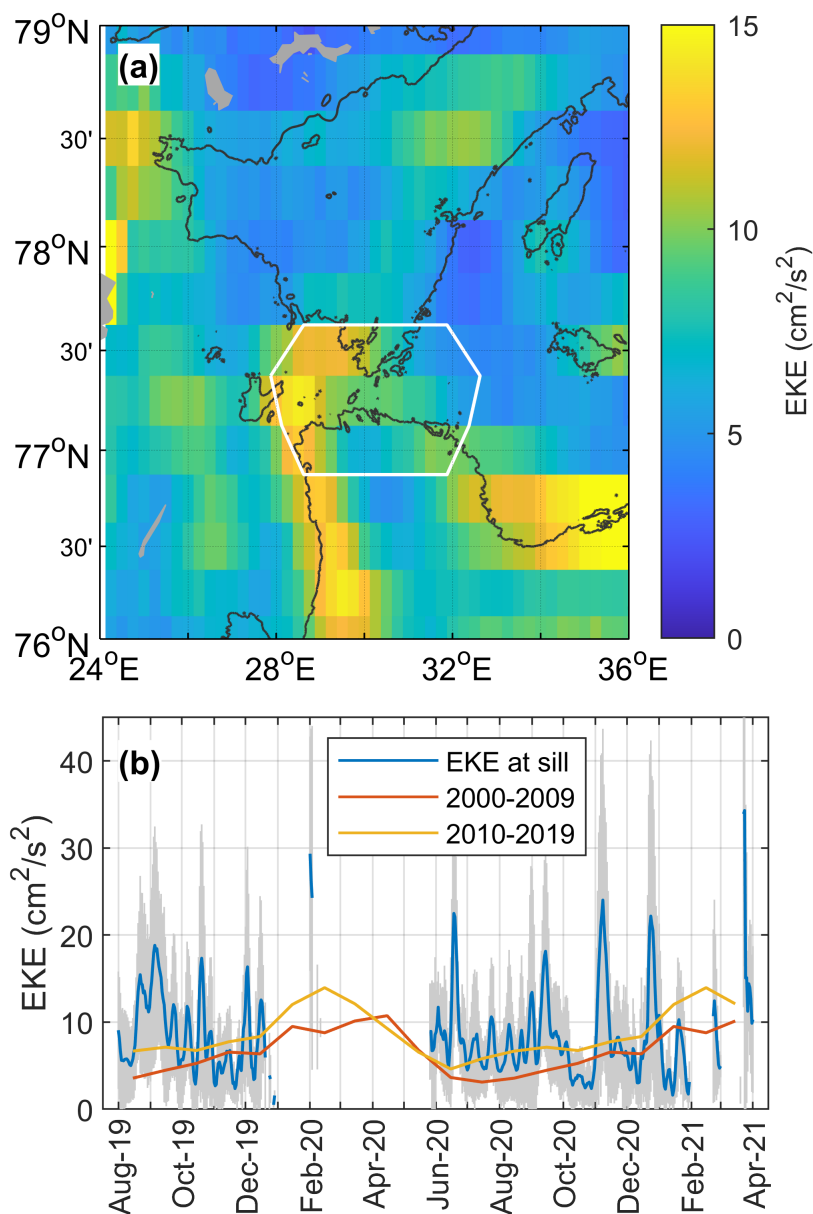 79°N
(a)
30'
78°N
30'
77°N
30'
76°N
24°E
28°E
32°E
36°E
15
10
5
0
EKE (cm²/s²)
(b)
EKE at sill
2000-2009
2010-2019
40
30
20
10
0
EKE (cm²/s²)
Aug-19
Oct-19
Dec-19
Feb-20
Apr-20
Jun-20
Aug-20
Oct-20
Dec-20
Feb-21
Apr-21